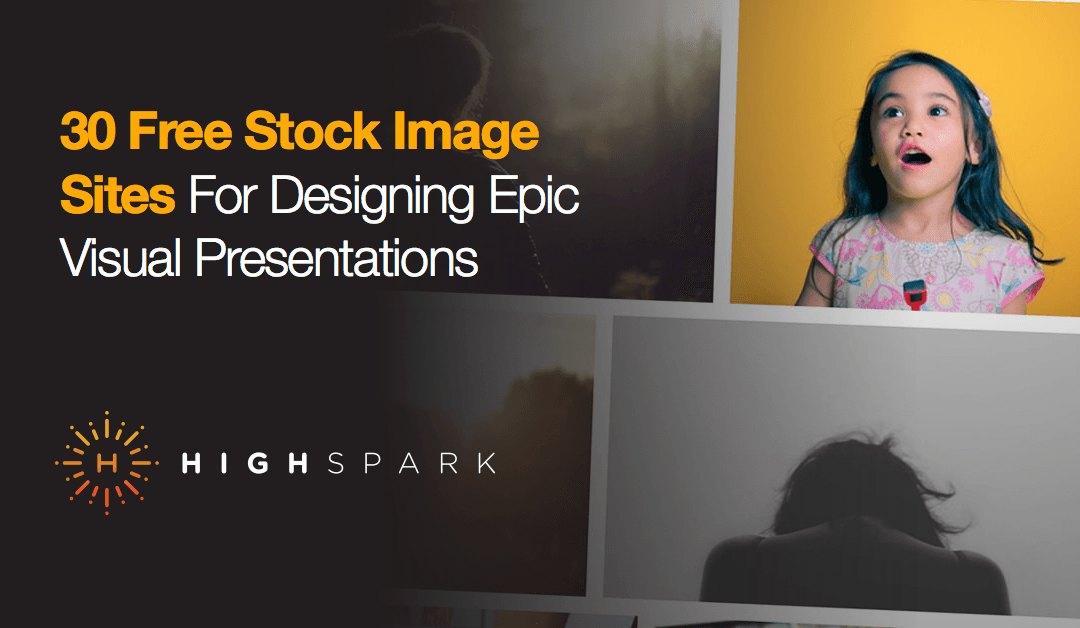 30 Free Stock Image
Sites For Designing Epic
Visual Presentations
H
HIGHSPARK